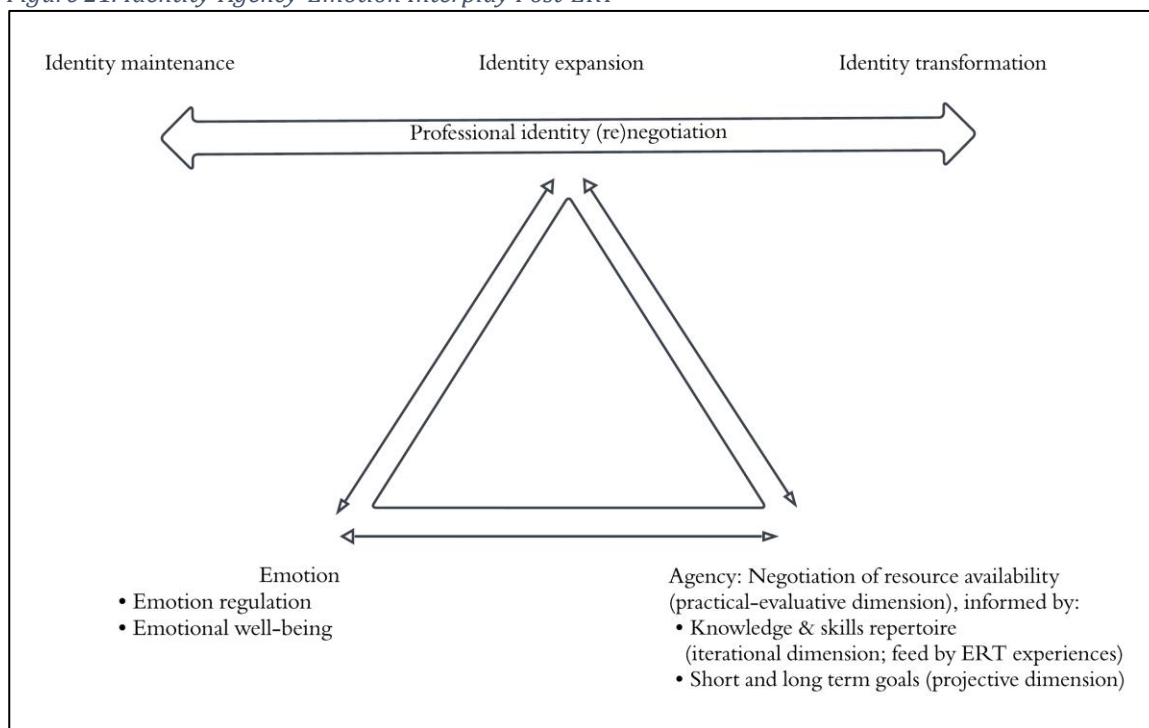 Figure 21. Identity-Agency-Emotion Interplay Post-ERT
Identity maintenance
Identity expansion
Identity transformation
Professional identity (re)negotiation
Emotion
• Emotion regulation
• Emotional well-being
Agency: Negotiation of resource availability
(practical-evaluative dimension), informed by:
• Knowledge & skills repertoire
(iterational dimension; feed by ERT experiences)
• Short and long term goals (projective dimension)